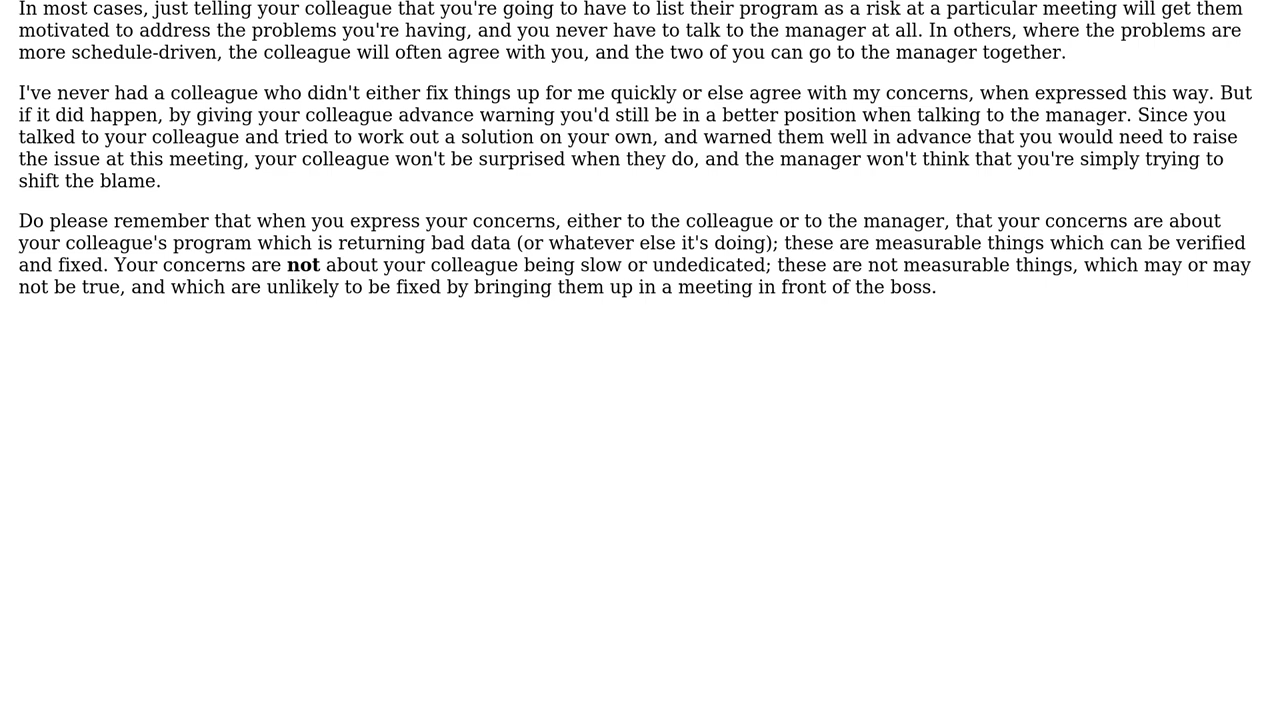 In most cases, just telling your colleague that you're going to have to list their program as a risk at a particular meeting will get them
motivated to address the problems you're having, and you never have to talk to the manager at all. In others, where the problems are
more schedule-driven, the colleague will often agree with you, and the two of you can go to the manager together.
I've never had a colleague who didn't either fix things up for me quickly or else agree with my concerns, when expressed this way. But
if it did happen, by giving your colleague advance warning you'd still be in a better position when talking to the manager. Since you
talked to your colleague and tried to work out a solution on your own, and warned them well in advance that you would need to raise
the issue at this meeting, your colleague won't be surprised when they do, and the manager won't think that you're simply trying to
shift the blame.
Do please remember that when you express your concerns, either to the colleague or to the manager, that your concerns are about
your colleague's program which is returning bad data (or whatever else it's doing); these are measurable things which can be verified
and fixed. Your concerns are not about your colleague being slow or undedicated; these are not measurable things, which may or may
not be true, and which are unlikely to be fixed by bringing them up in a meeting in front of the boss.